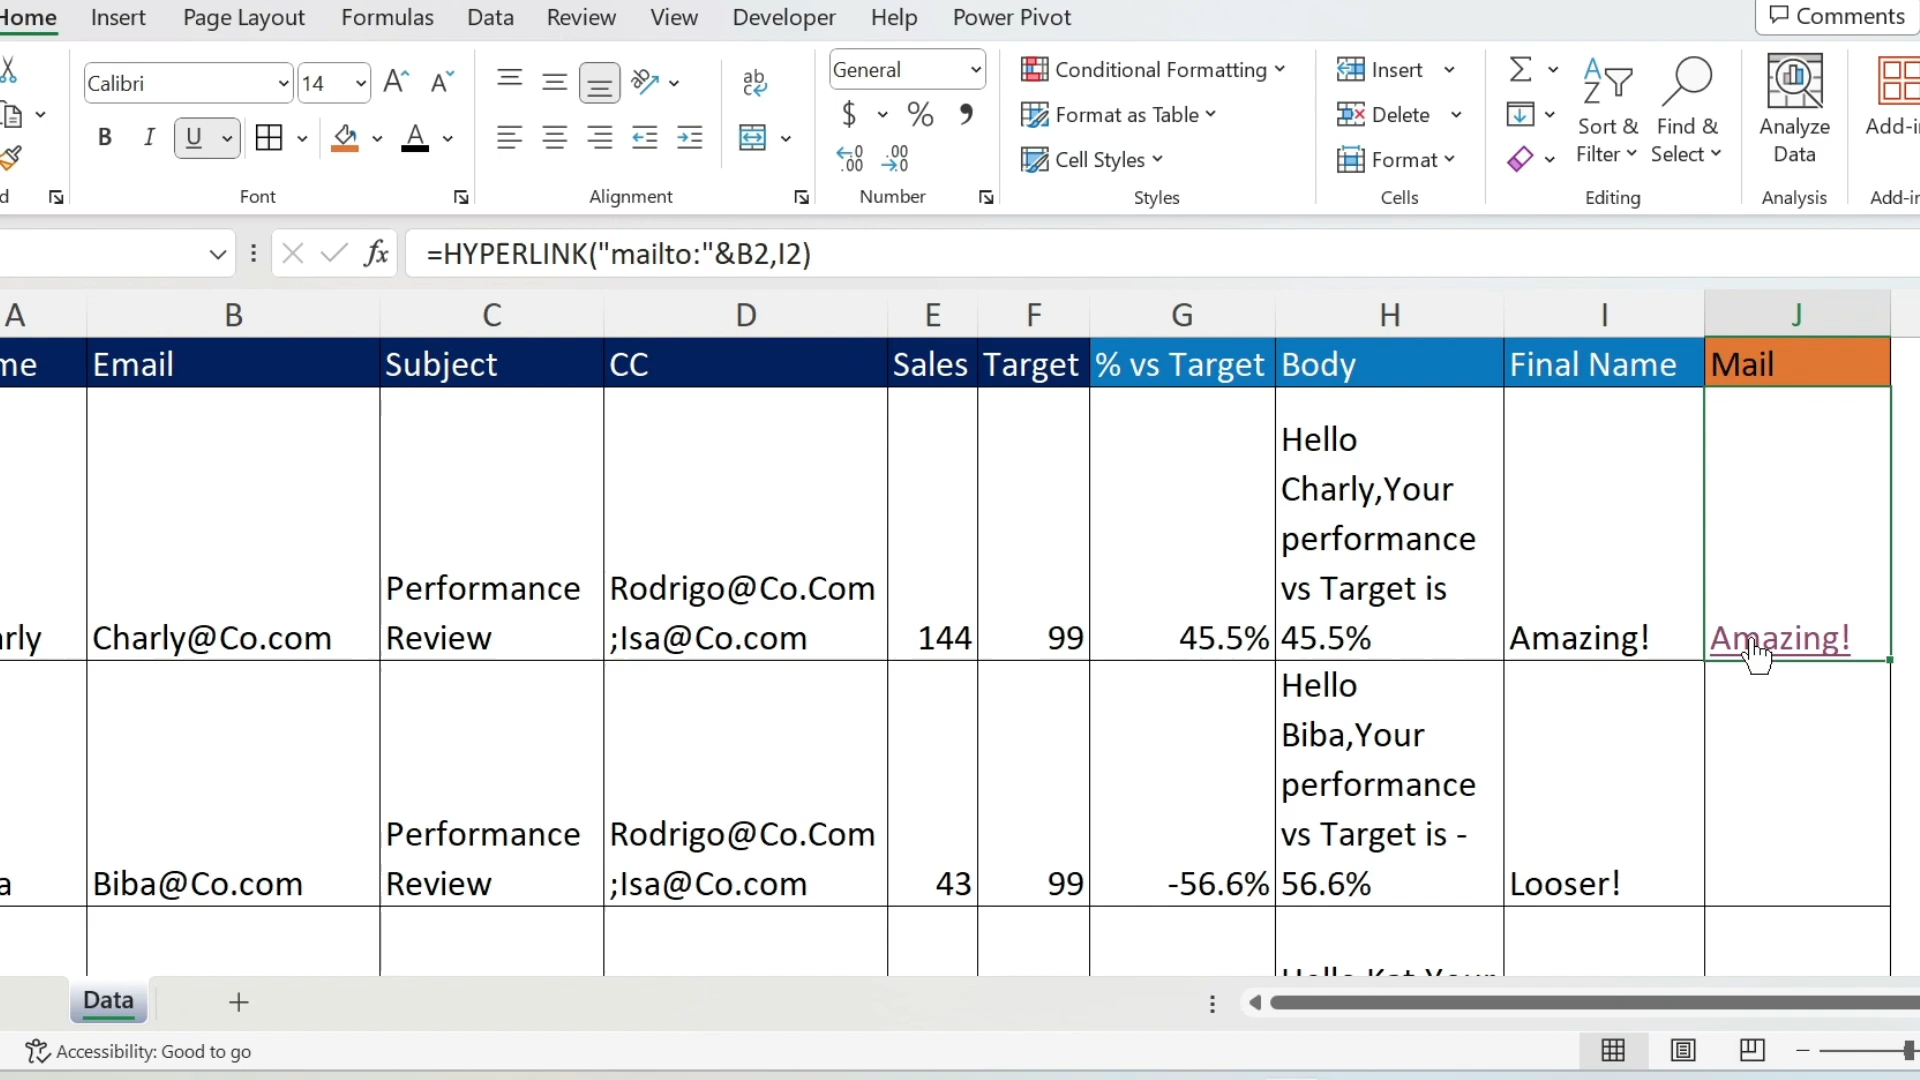 Home Insert Page Layout Formulas Data Review View Developer Help Power Pivot Comments
Calibri 14 General Conditional Formatting Insert
Format as Table Delete
B I U A $ % Sort & Find & Analyze Add-in
Filter Select Data
Cell Styles Format
d Font Alignment Number Styles Cells Editing Analysis Add-in
=HYPERLINK("mailto:"&B2,I2)
A B C D E F G H I J
me Email Subject CC Sales Target % vs Target Body Final Name Mail
Hello
Charly,Your
performance
Performance Rodrigo@Co.Com vs Target is
arly Charly@Co.com Review ;Isa@Co.com 144 99 45.5% 45.5% Amazing! Amazing!
Hello
Biba,Your
performance
Performance Rodrigo@Co.Com vs Target is -
a Biba@Co.com Review ;Isa@Co.com 43 99 -56.6% 56.6% Looser!
Hello Kat,Your
Data
Accessibility: Good to go